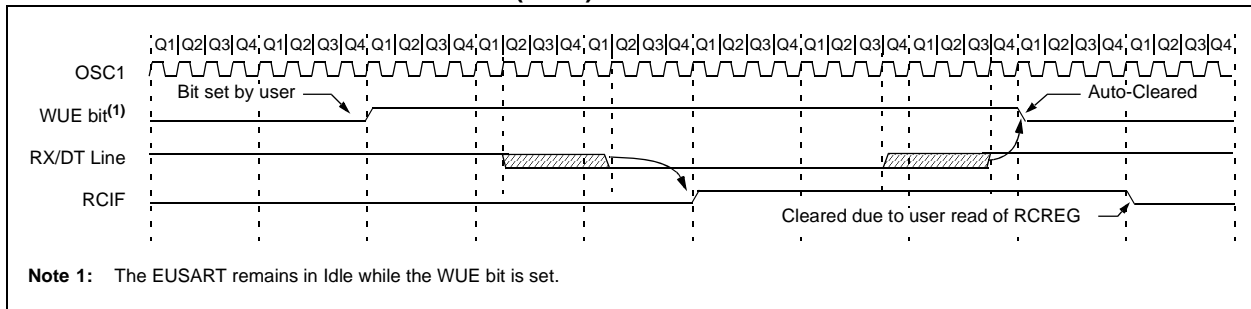 Q1 Q2 Q3 Q4 Q1 Q2 Q3 Q4 Q1 Q2 Q3 Q4 Q1 Q2 Q3 Q4 Q1 Q2 Q3 Q4 Q1 Q2 Q3 Q4 Q1 Q2 Q3 Q4 Q1 Q2 Q3 Q4 Q1 Q2 Q3 Q4 Q1 Q2 Q3 Q4
OSC1
Bit set by user
Auto-Cleared
WUE bit(1)
RX/DT Line
RCIF
Cleared due to user read of RCREG
Note 1: The EUSART remains in Idle while the WUE bit is set.